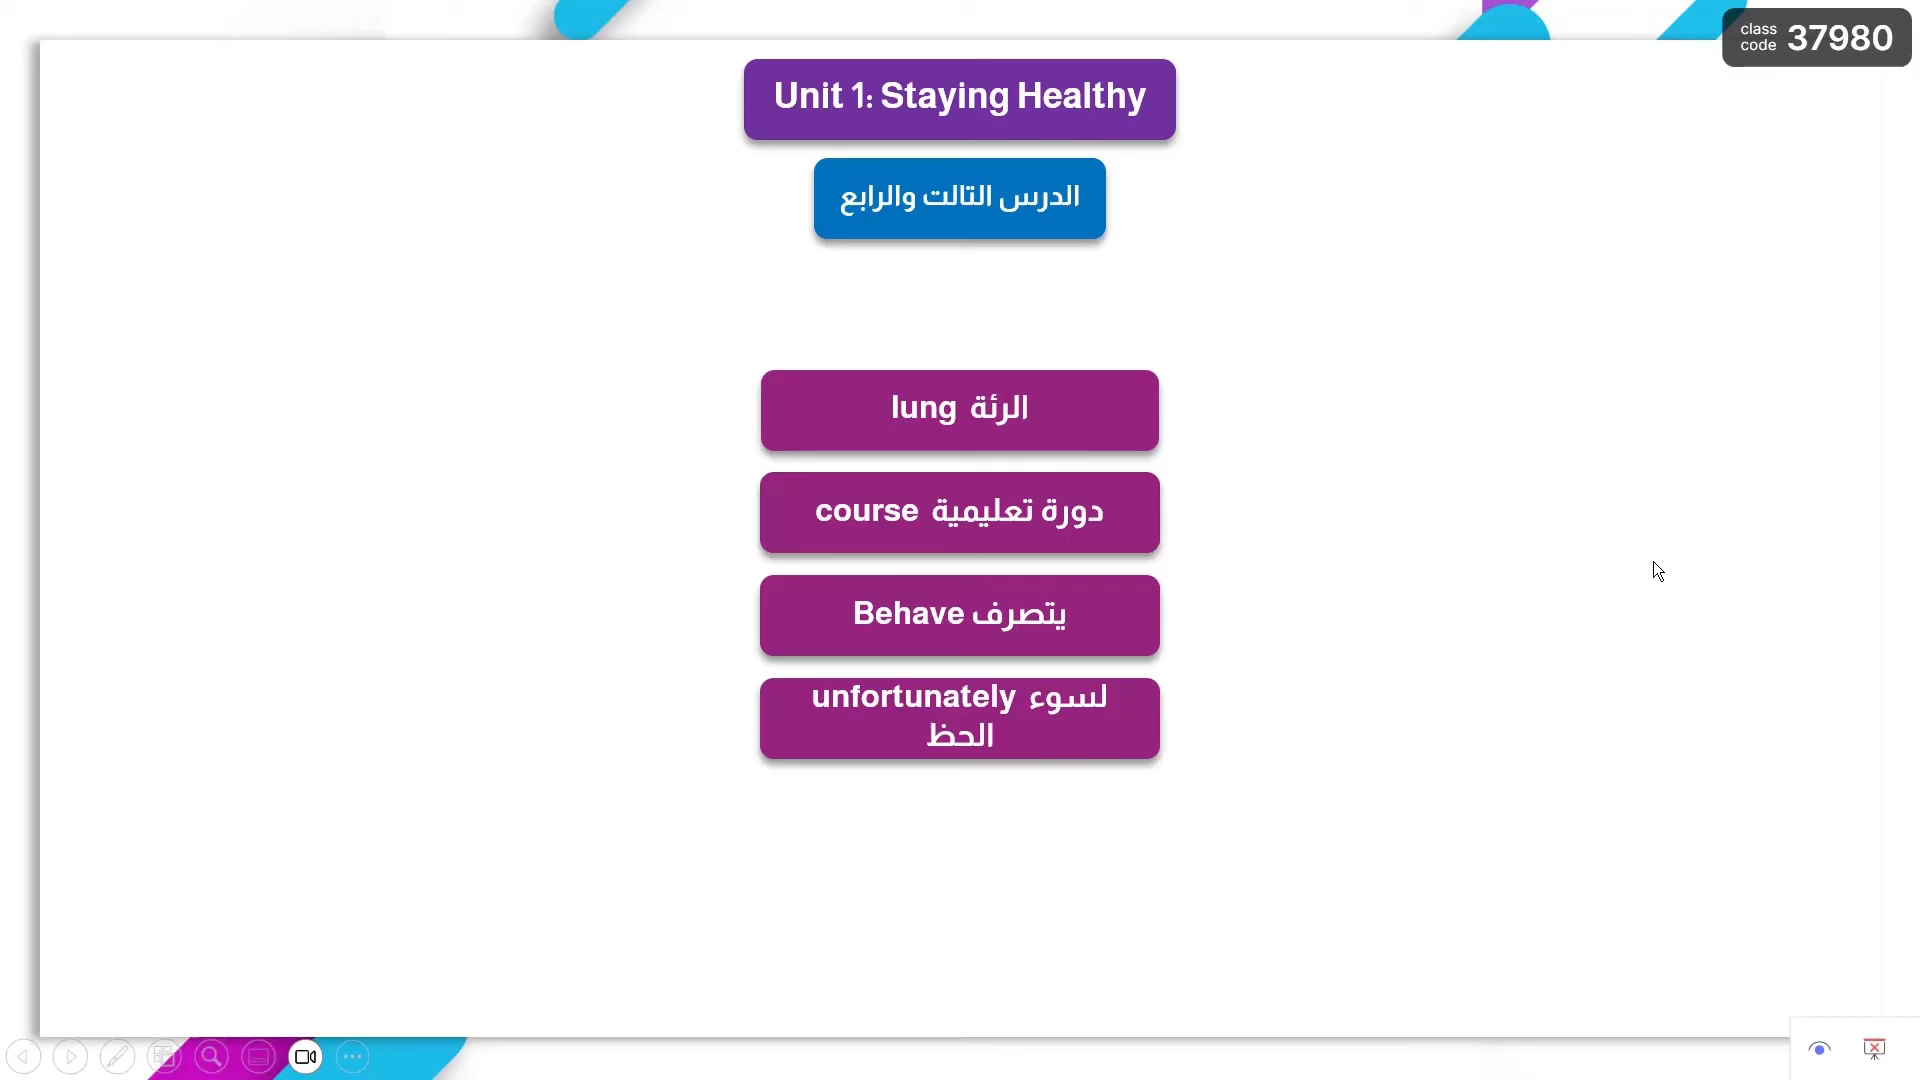 class code 37980
Unit 1: Staying Healthy
الدرس التالت والرابع
lung الرئة
course دورة تعليمية
Behave يتصرف
unfortunately لسوء
الحظ